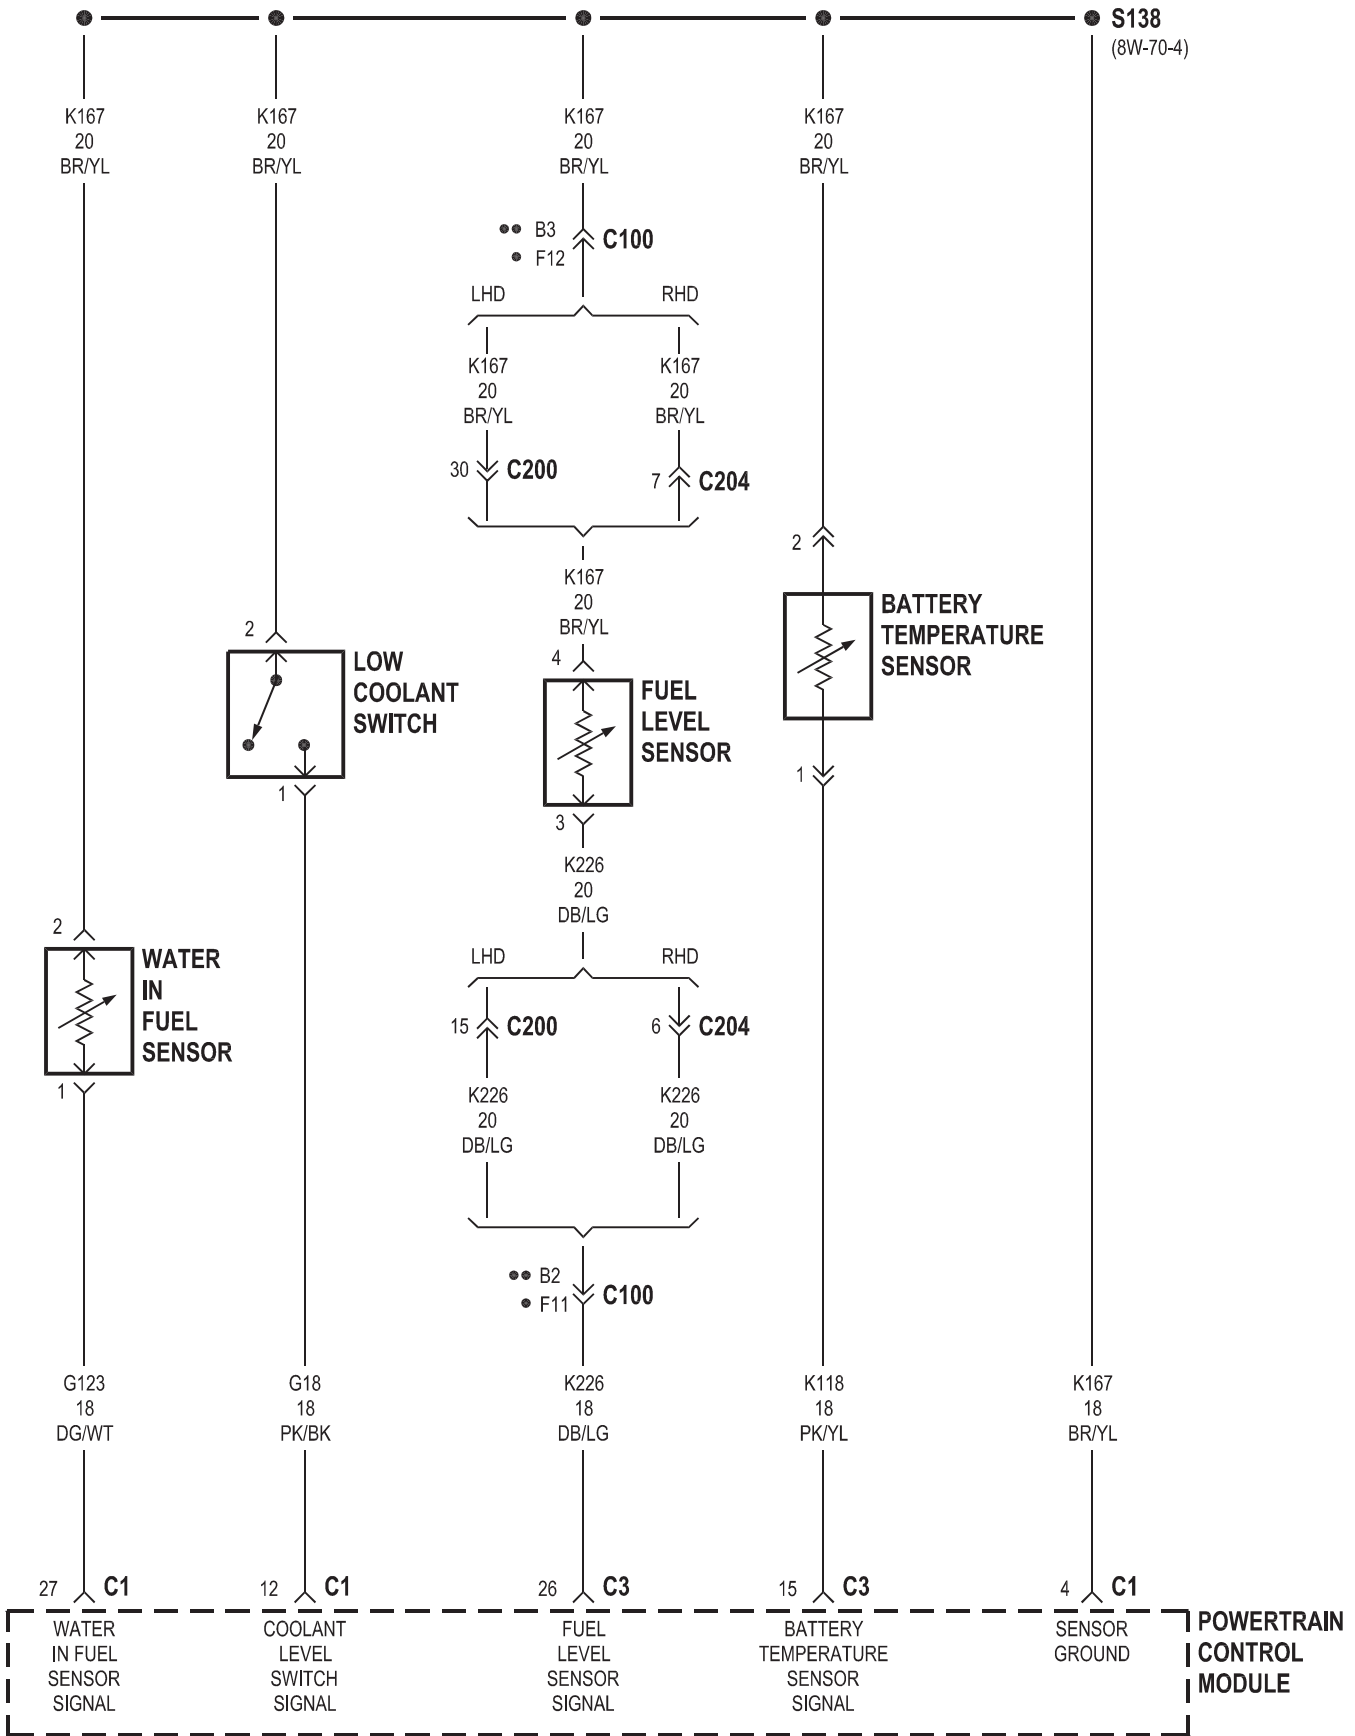 S138
(8W-70-4)
K167
20
BR/YL
K167
20
BR/YL
K167
20
BR/YL
K167
20
BR/YL
B3
F12
C100
LHD
RHD
K167
20
BR/YL
K167
20
BR/YL
30
C200
7
C204
K167
20
BR/YL
2
BATTERY
TEMPERATURE
SENSOR
1
2
LOW
COOLANT
SWITCH
1
4
FUEL
LEVEL
SENSOR
3
K226
20
DB/LG
2
WATER
IN
FUEL
SENSOR
1
LHD
RHD
15
C200
6
C204
K226
20
DB/LG
K226
20
DB/LG
B2
F11
C100
G123
18
DG/WT
G18
18
PK/BK
K226
18
DB/LG
K118
18
PK/YL
K167
18
BR/YL
27
C1
12
C1
26
C3
15
C3
4
C1
WATER
IN FUEL
SENSOR
SIGNAL
COOLANT
LEVEL
SWITCH
SIGNAL
FUEL
LEVEL
SENSOR
SIGNAL
BATTERY
TEMPERATURE
SENSOR
SIGNAL
SENSOR
GROUND
POWERTRAIN
CONTROL
MODULE